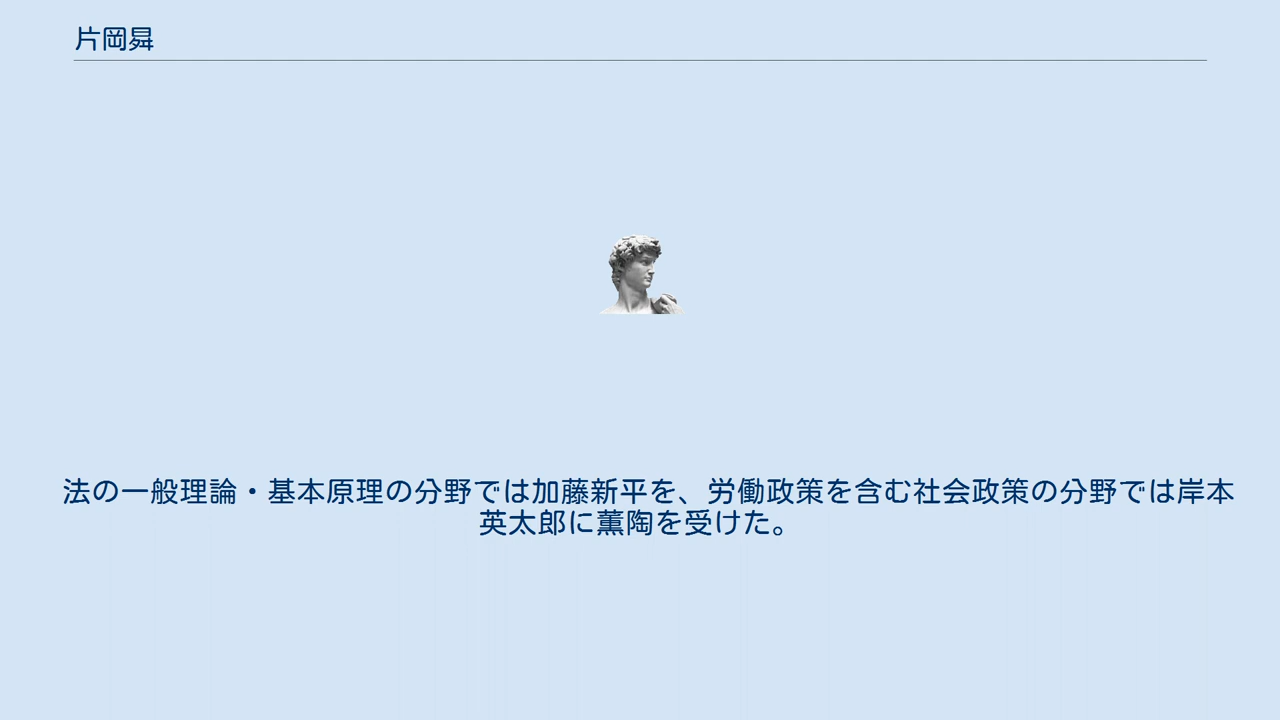 片岡曻
法の一般理論・基本原理の分野では加藤新平を、労働政策を含む社会政策の分野では岸本
英太郎に薫陶を受けた。